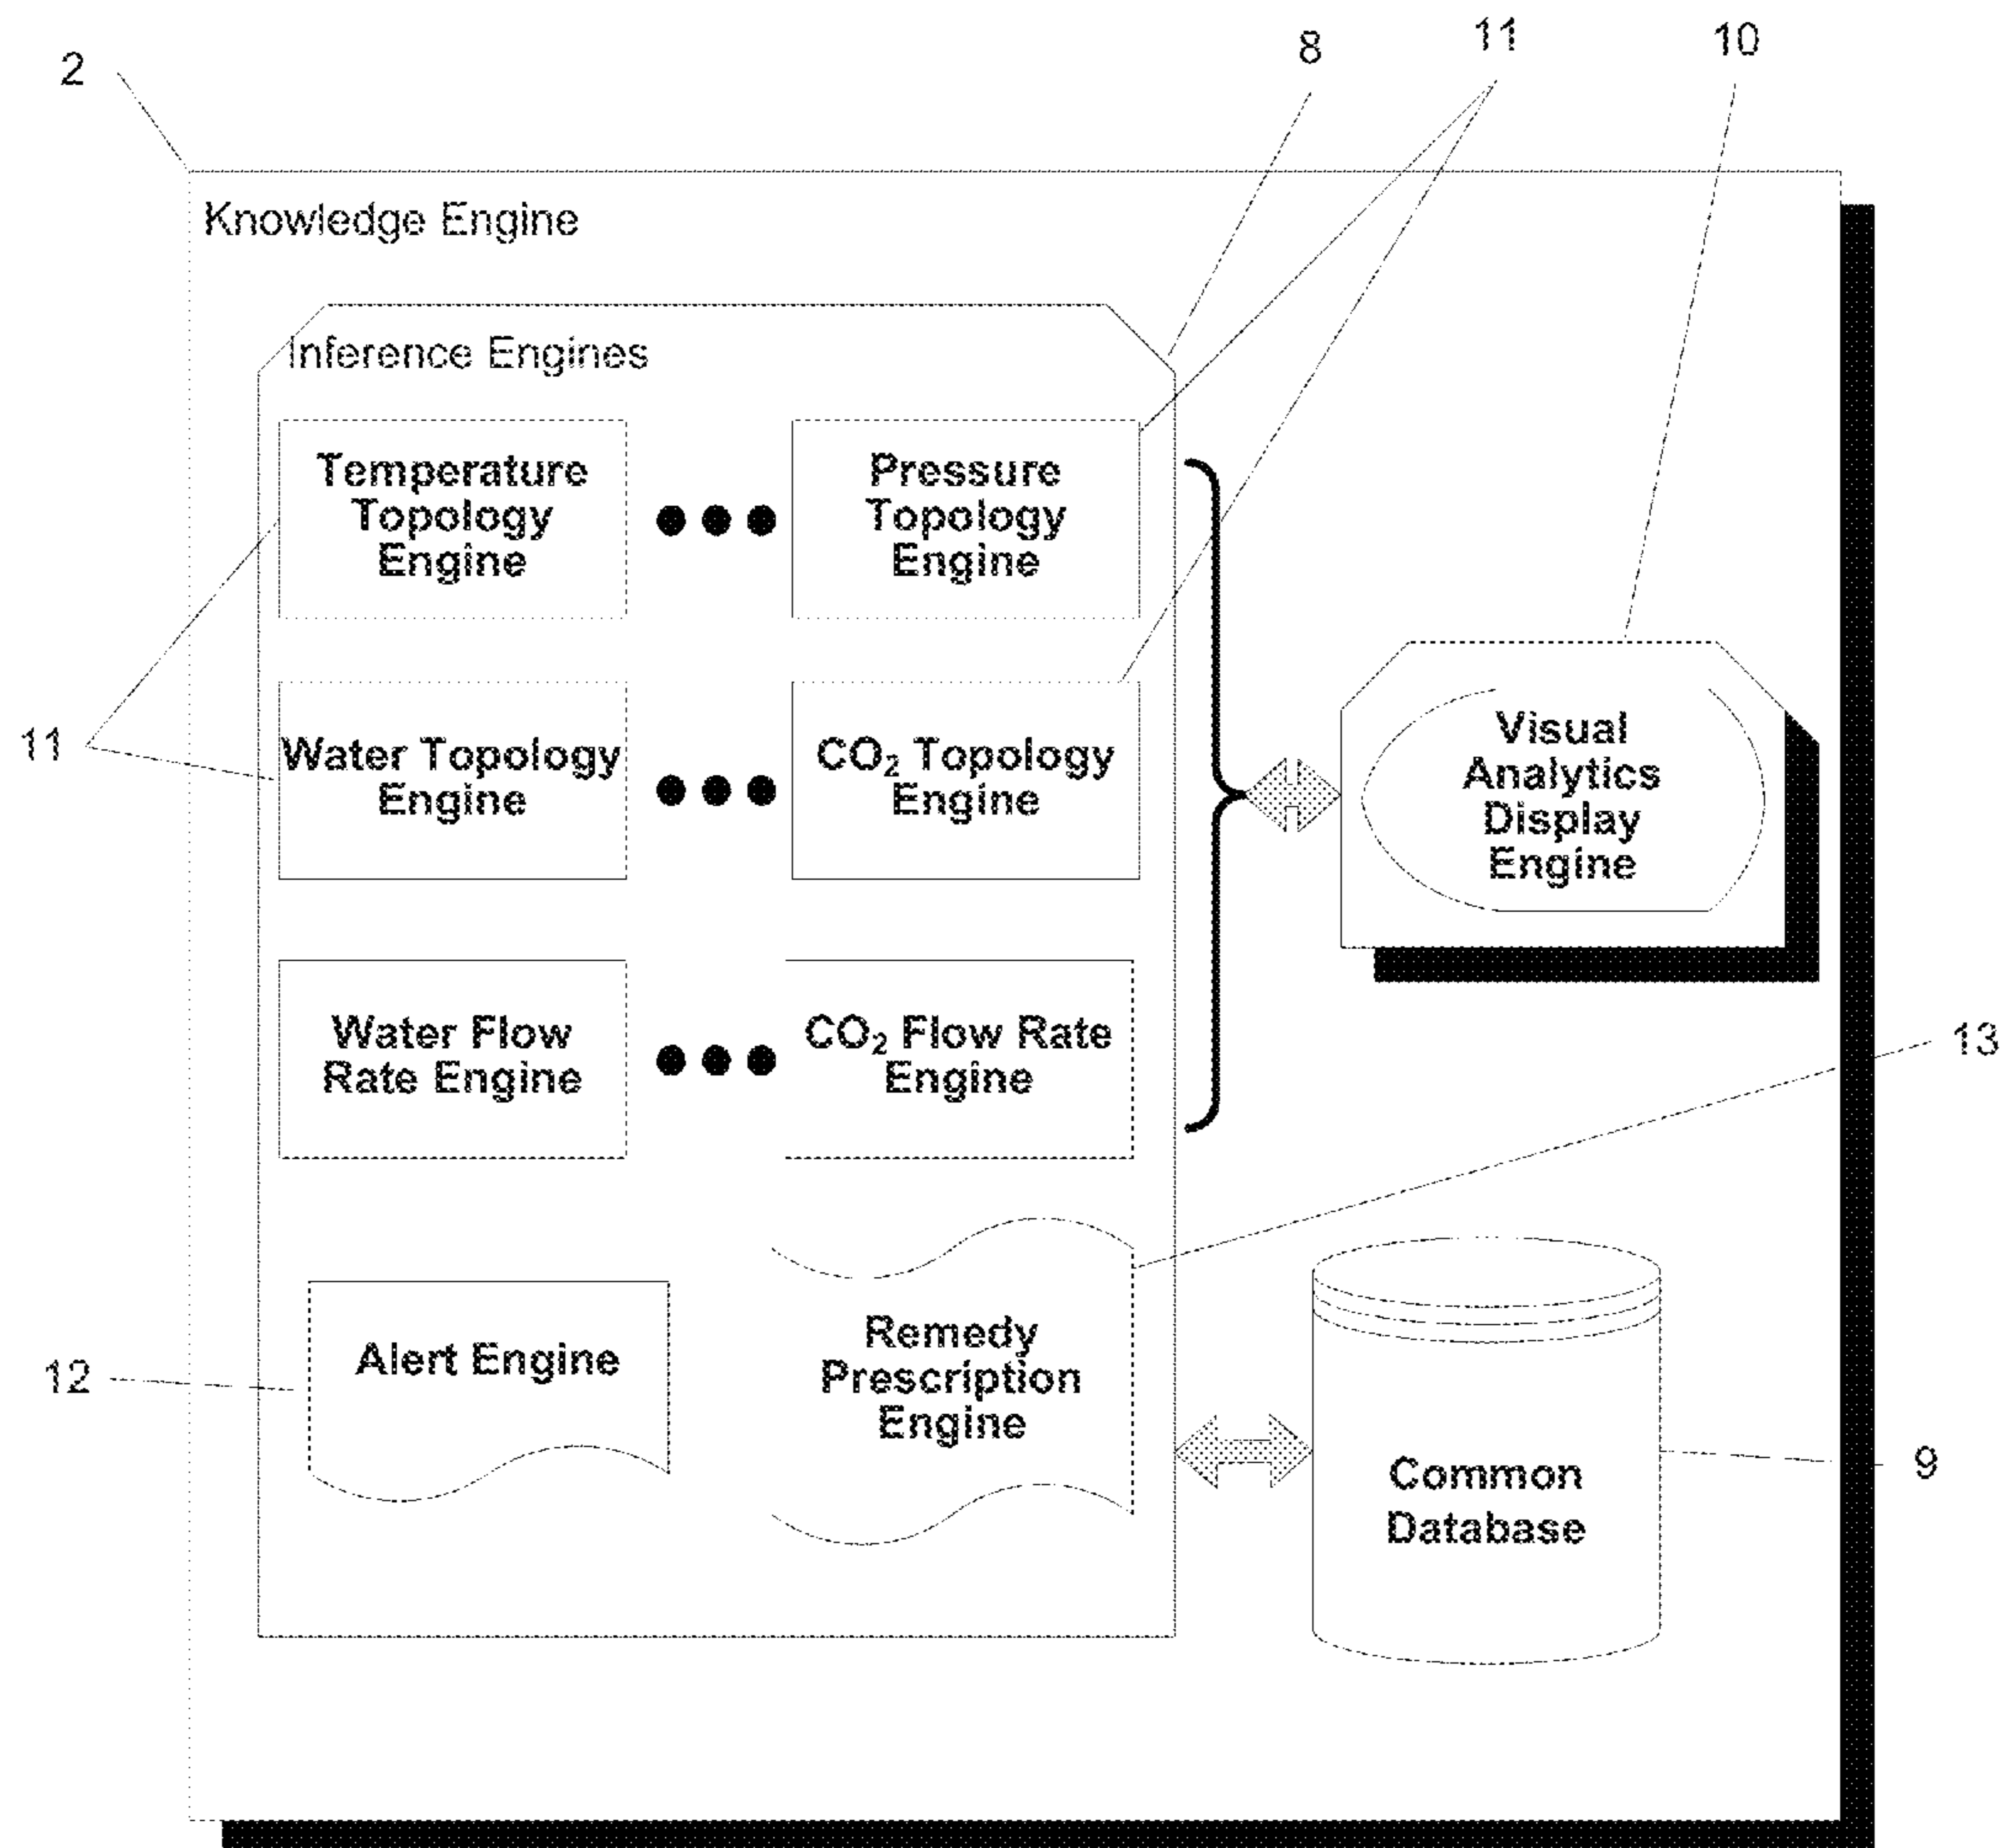 2
8
11
10
Knowledge Engine
Inference Engines
Temperature
Topology
Engine
Pressure
Topology
Engine
11
Water Topology
Engine
CO₂ Topology
Engine
Visual
Analytics
Display
Engine
Water Flow
Rate Engine
CO₂ Flow Rate
Engine
13
12
Alert Engine
Remedy
Prescription
Engine
Common
Database
9